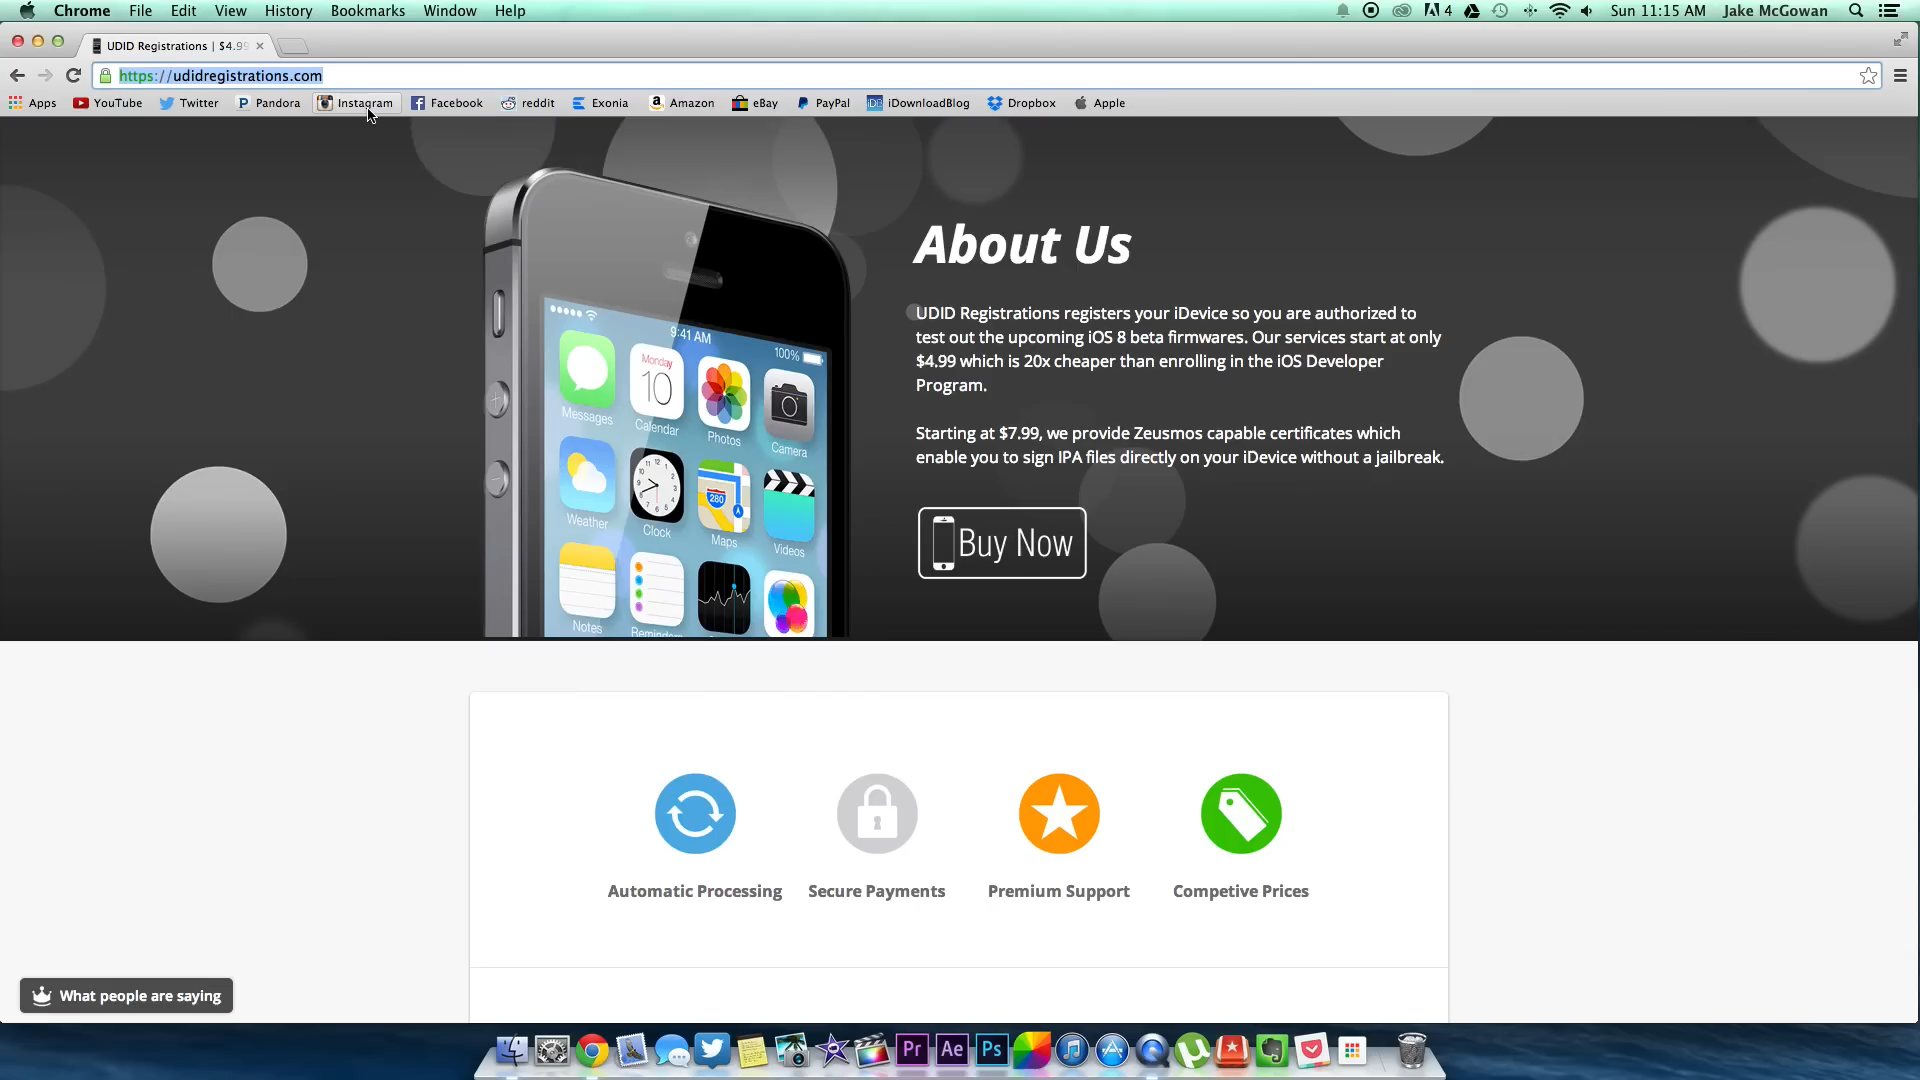 Chrome File Edit View History Bookmarks Window Help 4 Sun 11:15 AM Jake McGowan
UDID Registrations | $4.99
https://udidregistrations.com
Apps YouTube Twitter Pandora Instagram Facebook reddit Exonia Amazon eBay PayPal iDownloadBlog Dropbox Apple
About Us
UDID Registrations registers your iDevice so you are authorized to
test out the upcoming iOS 8 beta firmwares. Our services start at only
$4.99 which is 20x cheaper than enrolling in the iOS Developer
Program.
Starting at $7.99, we provide Zeusmos capable certificates which
enable you to sign IPA files directly on your iDevice without a jailbreak.
Buy Now
9:41 AM 100%
Monday
10
Messages Calendar Photos Camera
280
Weather Clock Maps Videos
Notes
Automatic Processing Secure Payments Premium Support Competive Prices
What people are saying
Pr Ae Ps